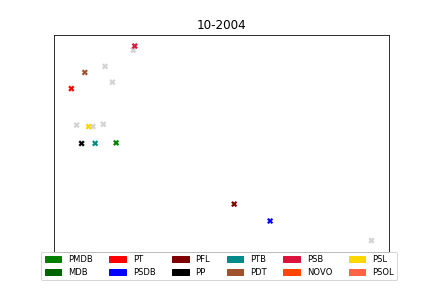 10-2004
PMDB PT PFL PTB PSB PSL
MDB PSDB PP PDT NOVO PSOL